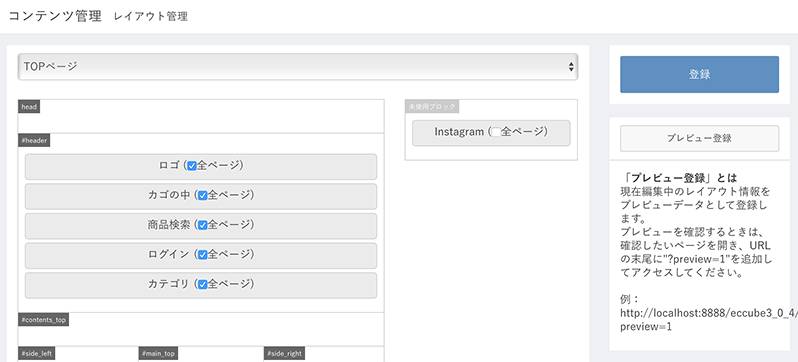 コンテンツ管理 レイアウト管理
TOPページ
head
#header
ロゴ (全ページ)
カゴの中 (全ページ)
商品検索 (全ページ)
ログイン (全ページ)
カテゴリ (全ページ)
#contents_top
#side_left #main_top #side_right
未使用ブロック
Instagram (全ページ)
登録
プレビュー登録
「プレビュー登録」とは
現在編集中のレイアウト情報を
プレビューデータとして登録し
ます。
プレビューを確認するときは、
確認したいページを開き、URL
の末尾に"?preview=1"を追加し
てアクセスしてください。
例：
http://localhost:8888/eccube3_0_4/
preview=1